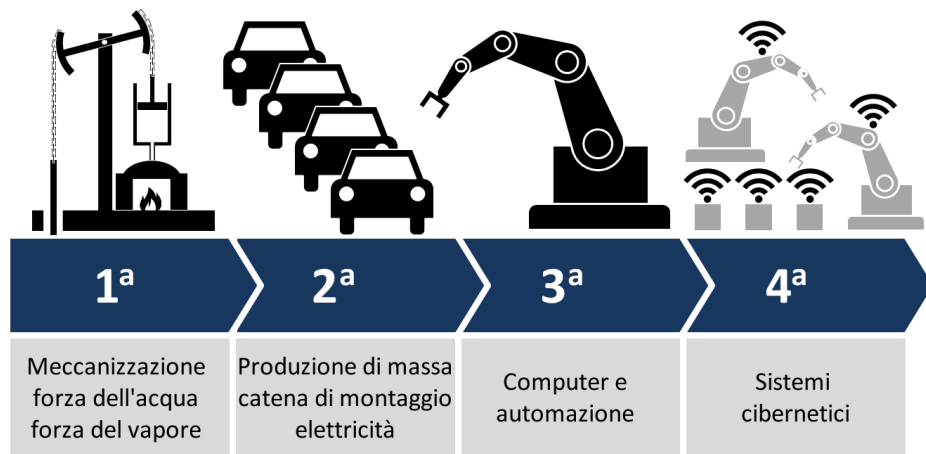 1ª
2ª
3ª
4ª
Meccanizzazione
forza dell'acqua
forza del vapore
Produzione di massa
catena di montaggio
elettricità
Computer e
automazione
Sistemi
cibernetici